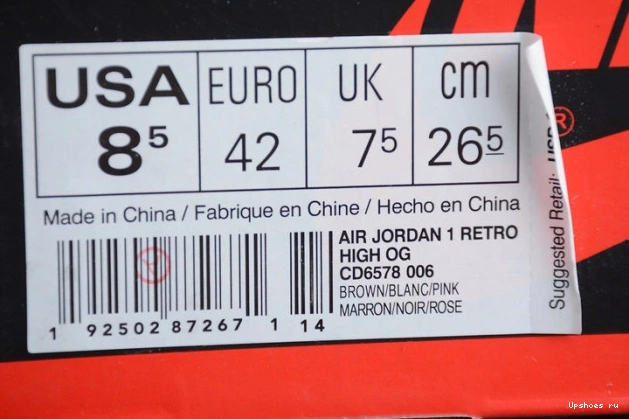 USA EURO UK cm
8⁵ 42 7⁵ 26⁵
Made in China / Fabrique en Chine / Hecho en China
AIR JORDAN 1 RETRO
HIGH OG
CD6578 006
BROWN/BLANC/PINK
MARRON/NOIR/ROSE
1 92502 87267 1 14
Suggested Retail:
®
Upshoes ru